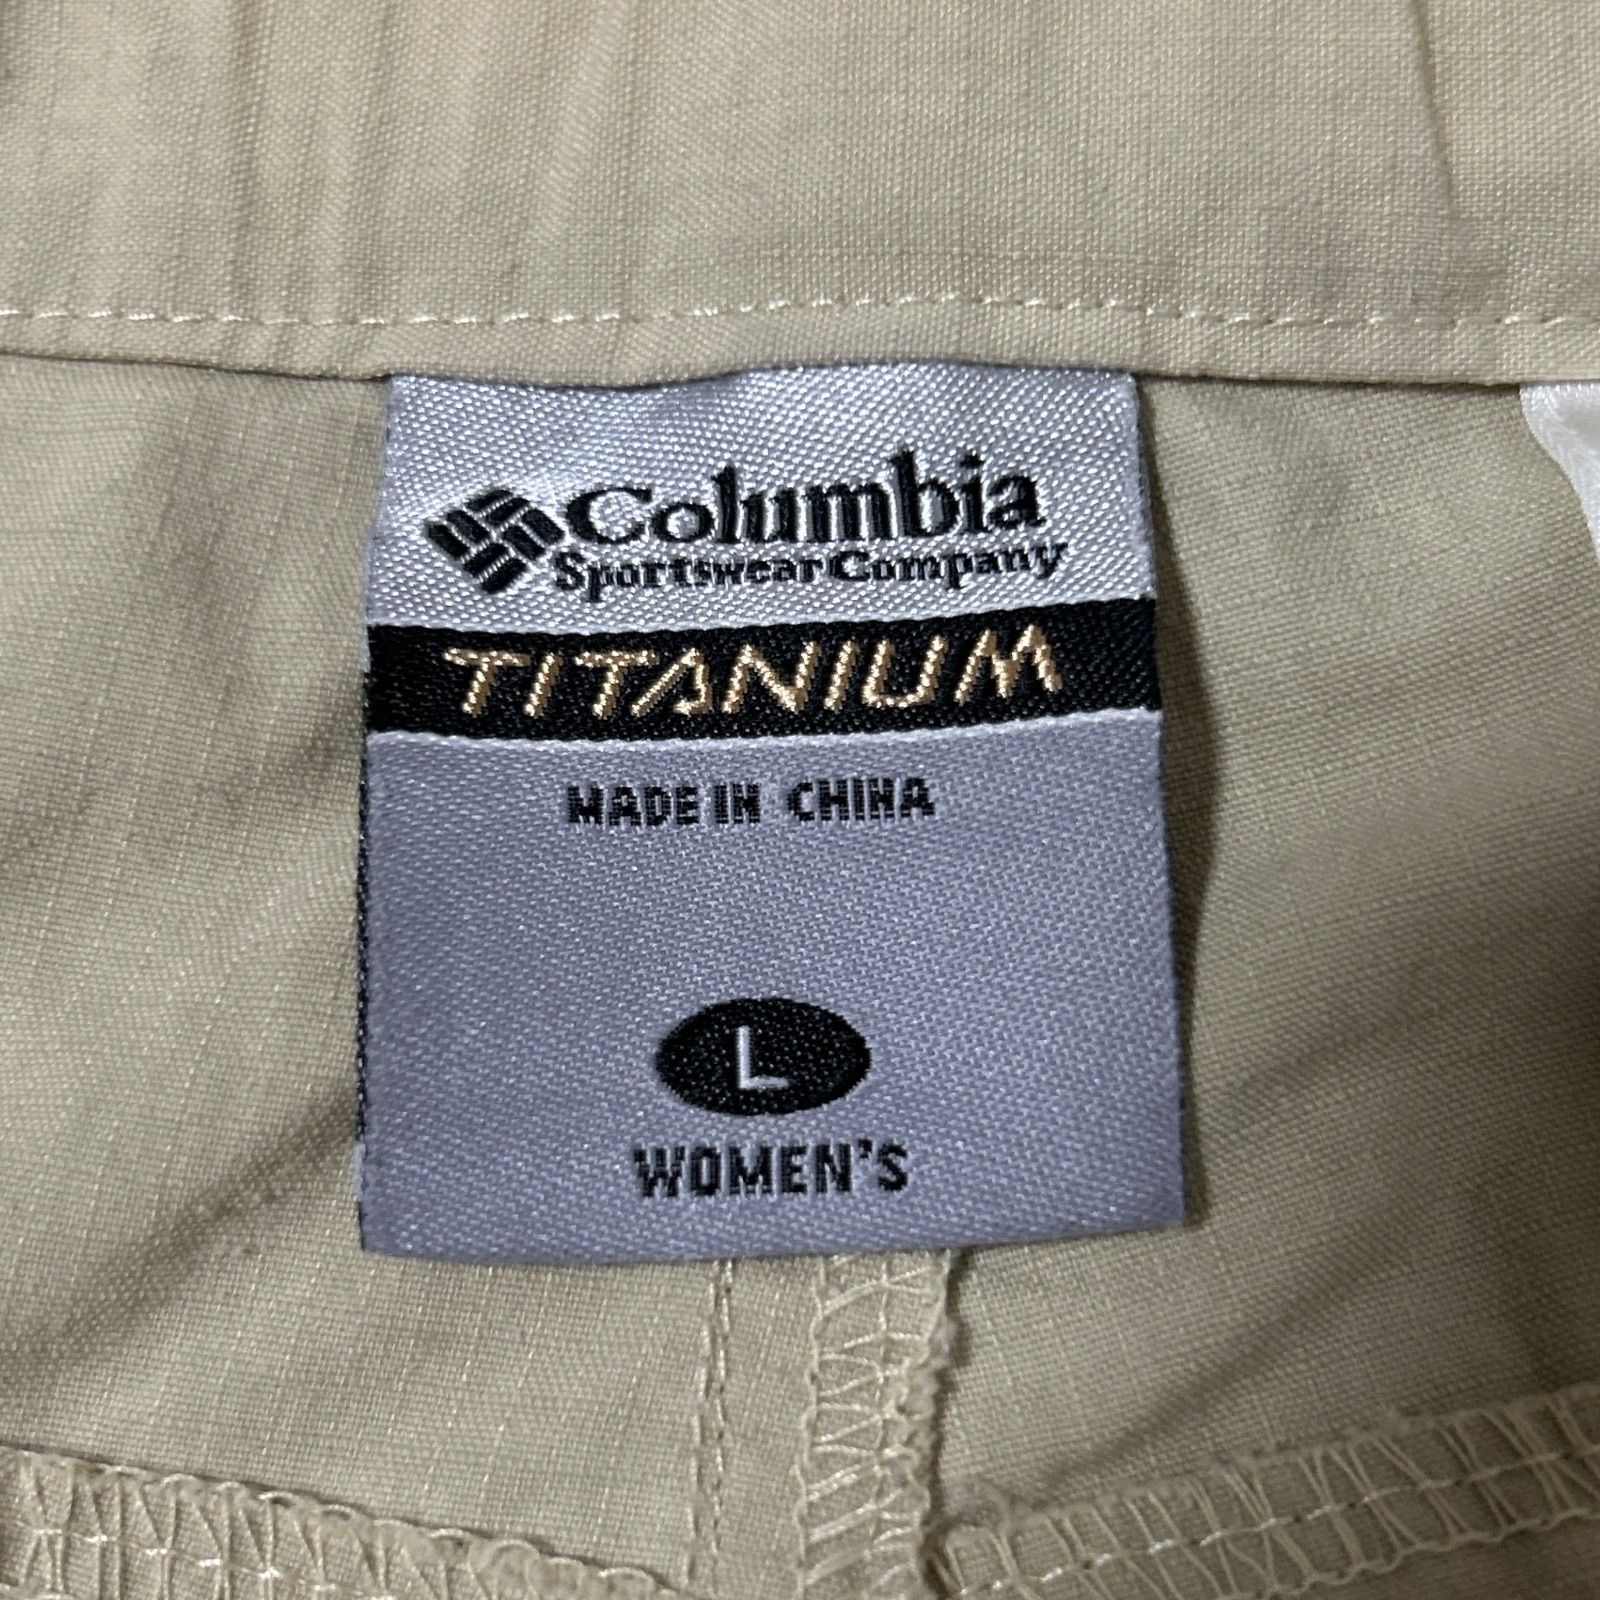 Columbia
Sportswear Company
TITANIUM
MADE IN CHINA
L
WOMEN'S